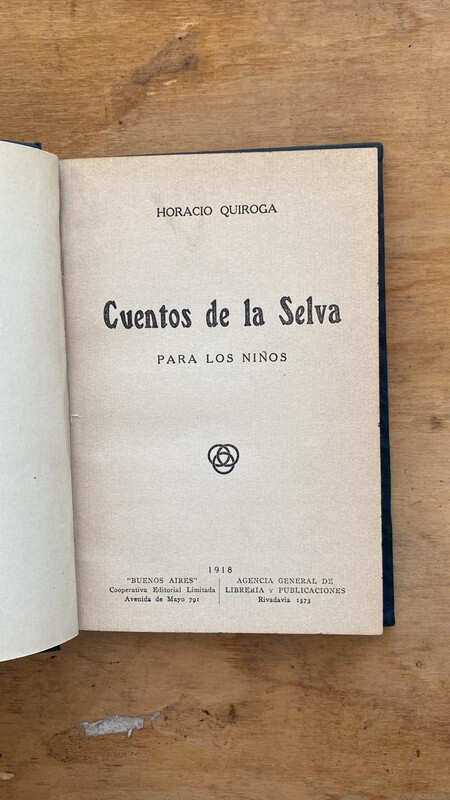 HORACIO QUIROGA
Cuentos de la Selva
PARA LOS NIÑOS
1918
"BUENOS AIRES"
Cooperativa Editorial Limitada
Avenida de Mayo 791
AGENCIA GENERAL DE
LIBRERIA Y PUBLICACIONES
Rivadavia 1573